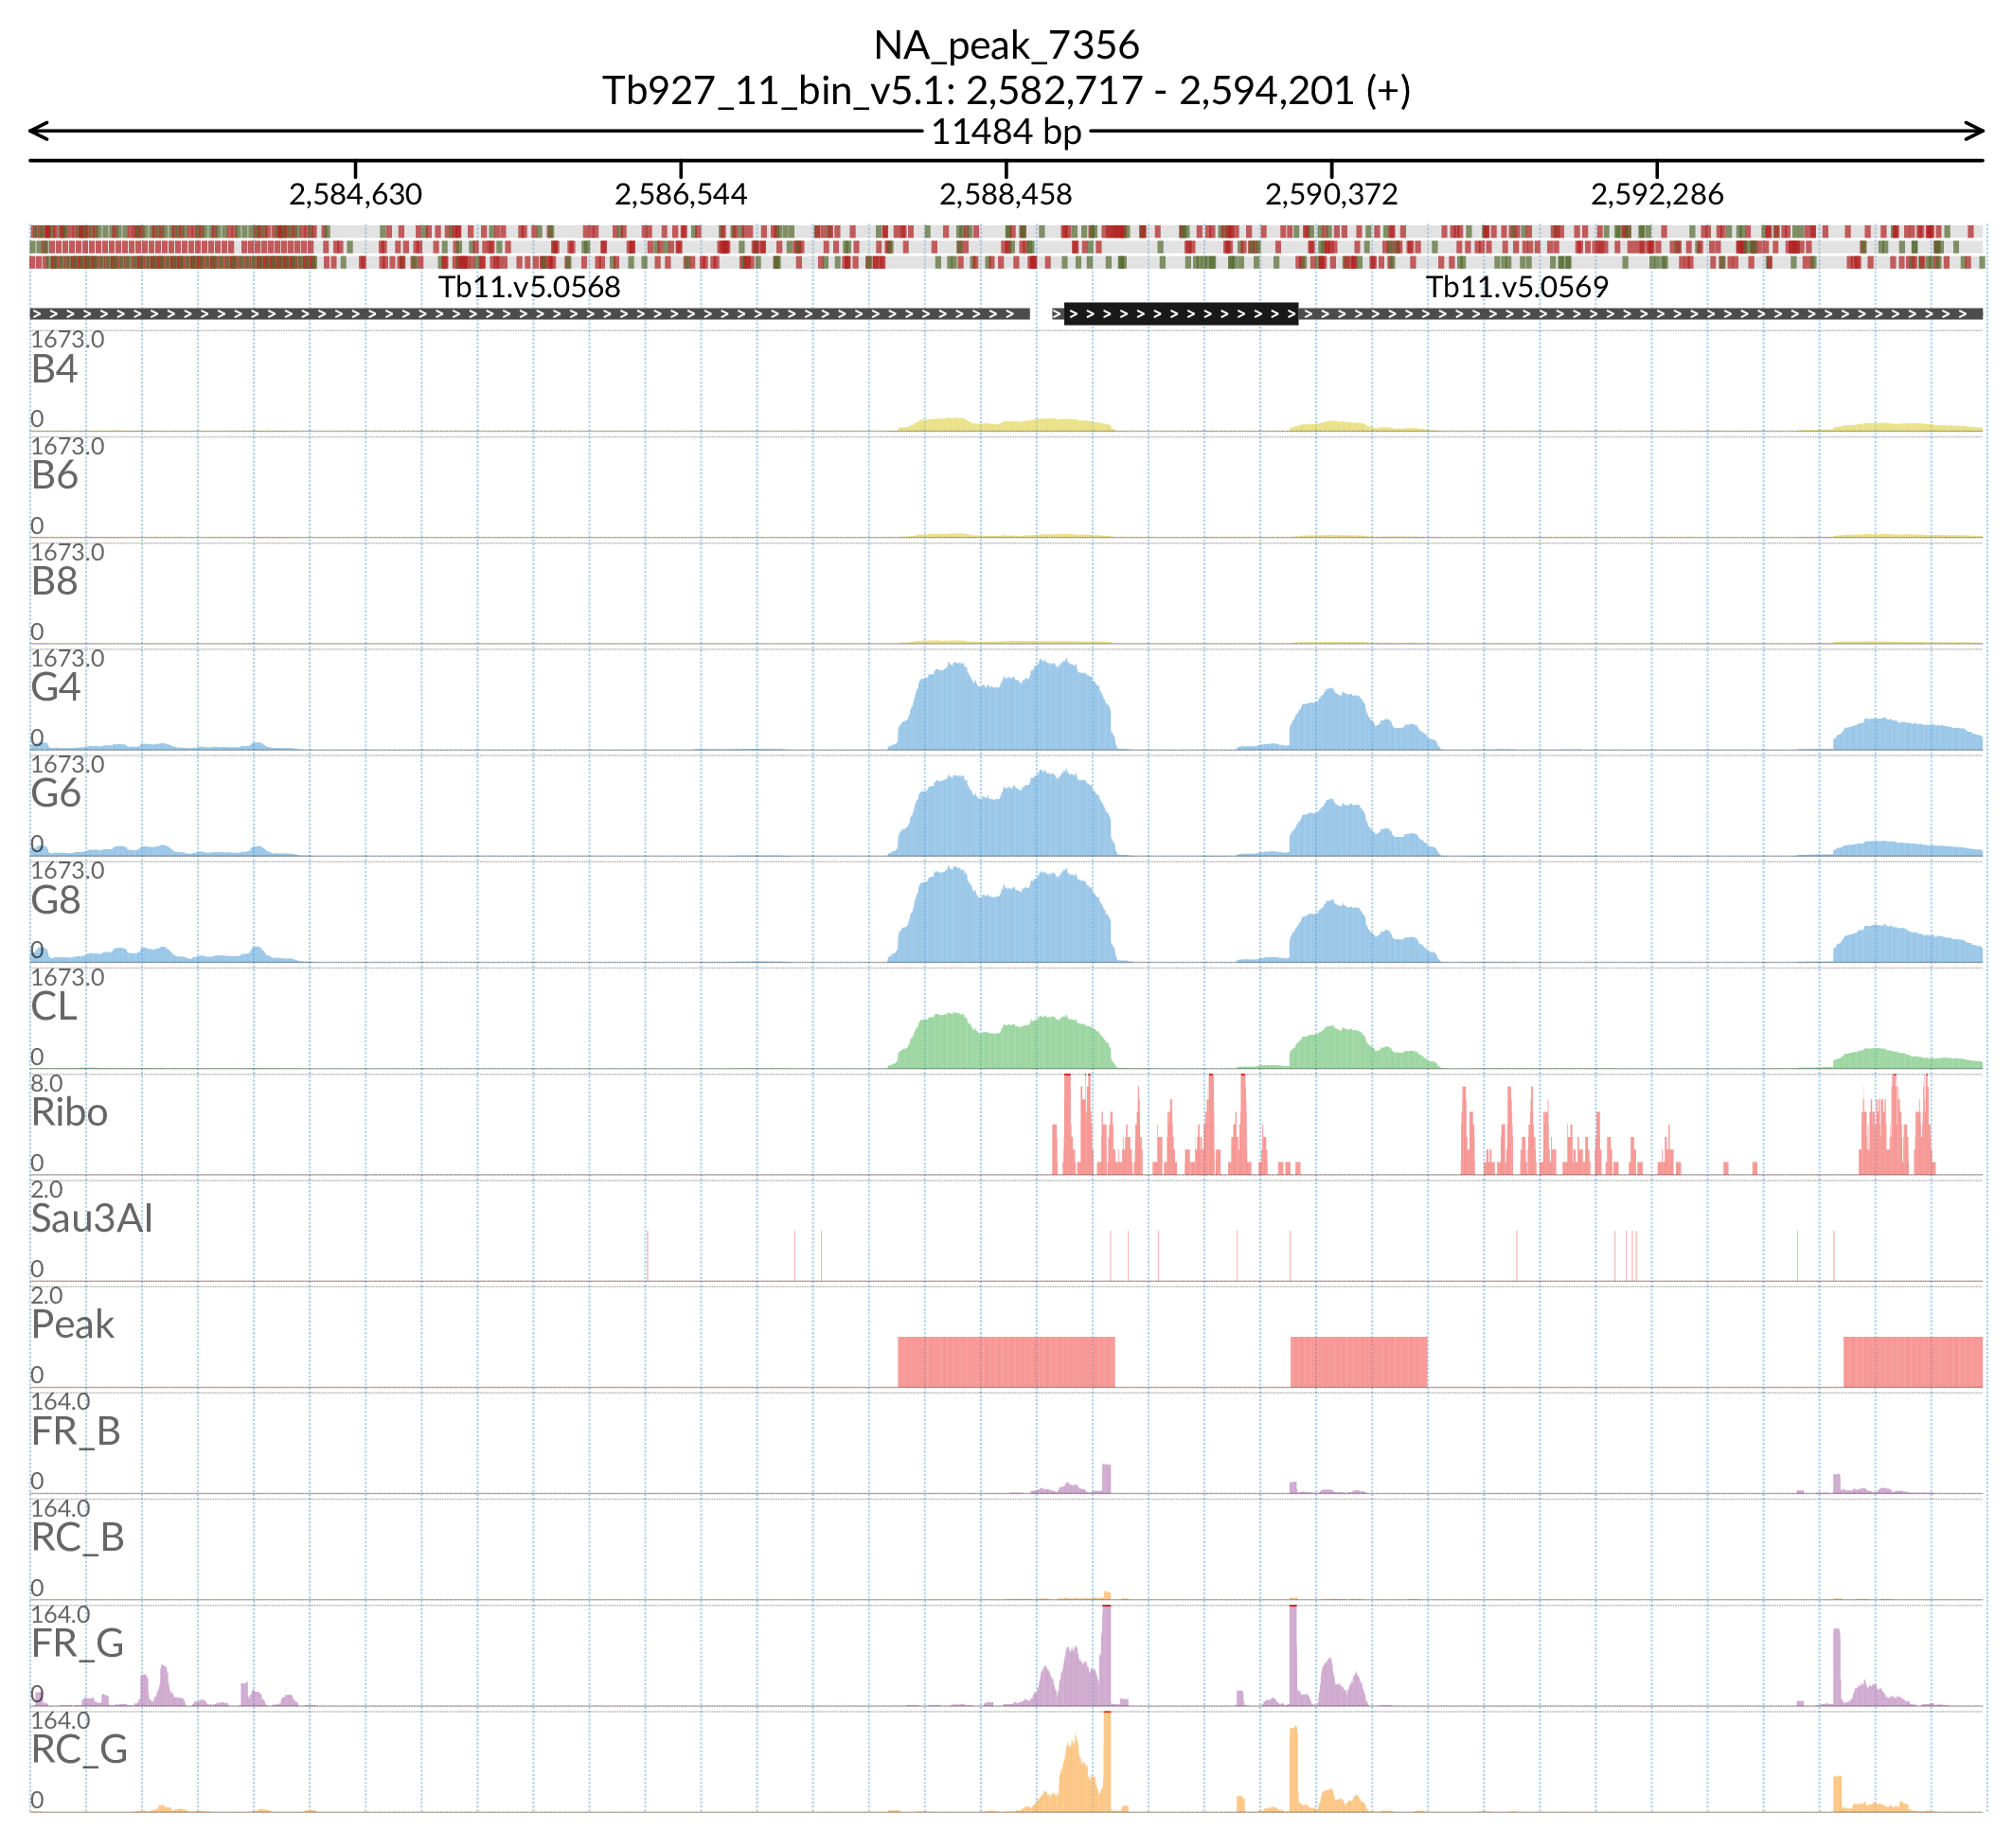 NA_peak_7356
Tb927_11_bin_v5.1: 2,582,717 - 2,594,201 (+)
11484 bp
2,584,630 2,586,544 2,588,458 2,590,372 2,592,286
Tb11.v5.0568 Tb11.v5.0569
1673.0
B4
0
1673.0
B6
0
1673.0
B8
0
1673.0
G4
0
1673.0
G6
0
1673.0
G8
0
1673.0
CL
0
8.0
Ribo
0
2.0
Sau3AI
0
2.0
Peak
0
164.0
FR_B
0
164.0
RC_B
0
164.0
FR_G
0
164.0
RC_G
0